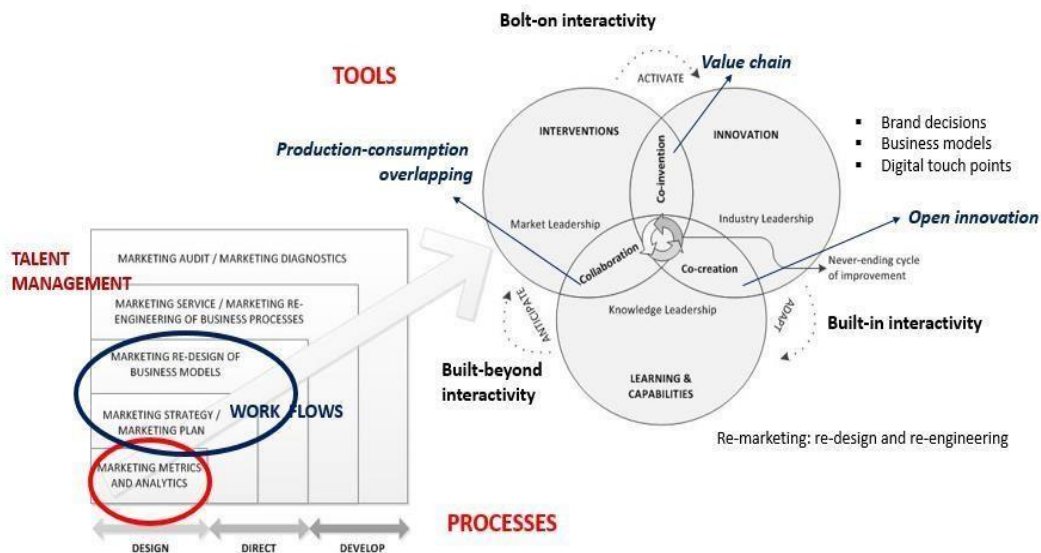 Bolt-on interactivity
TOOLS
Value chain
ACTIVATE
INTERVENTIONS
INNOVATION
▪ Brand decisions
▪ Business models
▪ Digital touch points
Production-consumption
overlapping
Co-invention
Market Leadership
Industry Leadership
Open innovation
Collaboration
Co-creation
Never-ending cycle
of improvement
Knowledge Leadership
ANTICIPATE
ADAPT
Built-in interactivity
Built-beyond
interactivity
LEARNING &
CAPABILITIES
Re-marketing: re-design and re-engineering
TALENT
MANAGEMENT
MARKETING AUDIT / MARKETING DIAGNOSTICS
MARKETING SERVICE / MARKETING RE-
ENGINEERING OF BUSINESS PROCESSES
MARKETING RE-DESIGN OF
BUSINESS MODELS
MARKETING STRATEGY /
MARKETING PLAN
WORK FLOWS
MARKETING METRICS
AND ANALYTICS
PROCESSES
DESIGN
DIRECT
DEVELOP